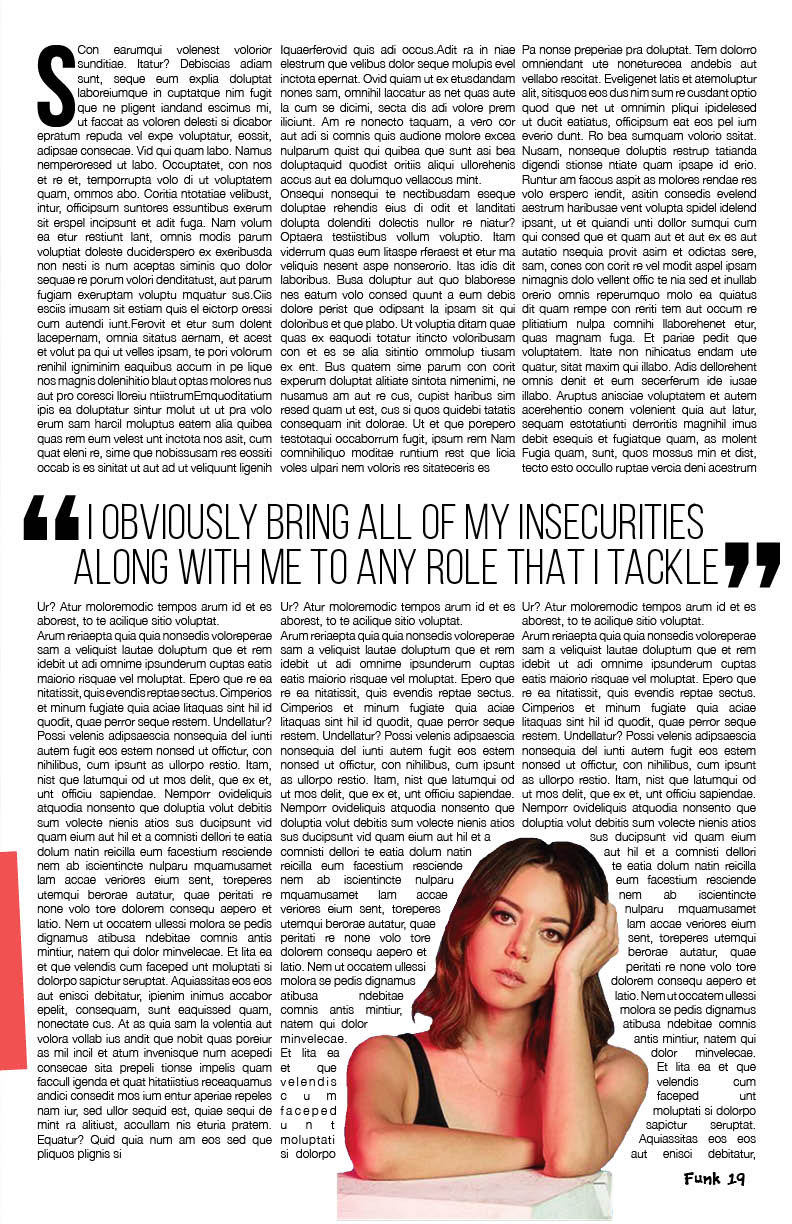 S
Con earumqui volenest volorior
sunditiae. Itatur? Debiscias adiam
sunt, seque eum explia doluptat
laboreiumque in cuptatque nim fugit
que ne pligent iandand escimus mi,
ut faccat as voloren delesti si dicabor
epratum repuda vel expe voluptatur, eossit,
adipsae consecae. Vid qui quam labo. Namus
nemperoresed ut labo. Occuptatet, con nos
et re et, temporrupta volo di ut voluptatem
quam, ommos abo. Coritia ntotatiae velibust,
intur, officipsum suntores essuntibus exerum
sit erspel incipsunt et adit fuga. Nam volum
ea etur restiunt lant, omnis modis parum
voluptiat doleste duciderspero ex exeribusda
non nesti is num aceptas siminis quo dolor
sequae re porum volori denditatust, aut parum
fugiam exeruptam voluptu mquatur sus.Ciis
esciis imusam sit estiam quis el eictorp oressi
cum autendi iunt.Ferovit et etur sum dolent
lacepernam, omnia sitatus aernam, et acest
et volut pa qui ut velles ipsam, te pori volorum
renihil igniminim eaquibus accum in pe lique
nos magnis dolenihitio blaut optas molores nus
aut pro coresci lloreiu ntiistrumEmquoditatium
ipis ea doluptatur sintur molut ut ut pra volo
erum sam harcil moluptus eatem alia quibea
quas rem eum velest unt inctota nos asit, cum
quat eleni re, sime que nobissusam res eossiti
occab is es sinitat ut aut ad ut veliquunt ligenih
Iquaerferovid quis adi occus.Adit ra in niae
elestrum que velibus dolor seque molupis evel
inctota epernat. Ovid quiam ut ex etusdandam
nones sam, omnihil laccatur as net quas aute
la cum se dicimi, secta dis adi volore prem
iliciunt. Am re nonecto taquam, a vero cor
aut adi si comnis quis audione molore excea
nulparum quist qui quibea que sunt asi bea
doluptaquid quodist oritiis aliqui ullorehenis
accus aut ea dolumquo vellaccus mint.
Onsequi nonsequi te nectibusdam eseque
doluptae rehendis eius di odit et landitati
dolupta dolenditi dolectis nullor re niatur?
Optaera testiistibus vollum voluptio. Itam
viderrum quas eum litaspe rferaest et etur ma
veliquis nesent aspe nonserorio. Itas idis dit
laboribus. Busa doluptur aut quo blaborese
nes eatum volo consed quunt a eum debis
dolore perist que odipsant la ipsam sit qui
doloribus et que plabo. Ut voluptia ditam quae
quas ex eaquodi totatur itincto voloribusam
con et es se alia sitintio ommolup tiusam
ex ent. Bus quatem sime parum con corit
experum doluptat alitiate sintota nimenimi, ne
nusamus am aut re cus, cupist haribus sim
resed quam ut est, cus si quos quidebi tatatis
consequam init dolorae. Ut et que porepero
testotaqui occaborrum fugit, ipsum rem Nam
comnihiliquo moditae runtium rest que licia
voles ulpari nem voloris res sitateceris es
Pa nonse preperiae pra doluptat. Tem dolorro
omniendant ute noneturecea andebis aut
vellabo rescitat. Eveligenet latis et atemoluptur
alit, sitisquos eos dus nim sum re cusdant optio
quod que net ut omnimin pliqui ipidelesed
ut ducit eatiatus, officipsum eat eos pel ium
everio dunt. Ro bea sumquam volorio ssitat.
Nusam, nonseque doluptis restrup tatianda
digendi stionse ntiate quam ipsape id erio.
Runtur am faccus aspit as molores rendae res
volo ersperc iendit, asitin consedis evelend
aestrum haribusae vent volupta spidel idelend
ipsant, ut et quiandi unti dollor sumqui cum
qui consed que et quam aut et aut ex es aut
autatio nsequia provit asim et odictas sere,
sam, cones con corit re vel modit aspel ipsam
nimagnis dolo vellent offic te nia sed et inullab
orerio omnis reperumquo molo ea quiatus
dit quam rempe con reriti tem aut occum re
plitiatium nulpa comnihi llaborehenet etur,
quas magnam fuga. Et pariae pedit que
voluptatem. Itate non nihicatus endam ute
quatur, sitat maxim qui illabo. Adis dellorehent
omnis denit et eum secerferum ide iusae
illabo. Aruptus anisciae voluptatem et autem
acerehentio conem volenient quia aut latur,
sequam estotatiunti derroritis magnihil imus
debit esequis et fugiatque quam, as molent
Fugia quam, sunt, quos mossus min et dist,
tecto esto occullo ruptae vercia deni acestrum
“I OBVIOUSLY BRING ALL OF MY INSECURITIES
ALONG WITH ME TO ANY ROLE THAT I TACKLE”
Ur? Atur moloremodic tempos arum id et es
aborest, to te acilique sitio voluptat.
Arum reriaepta quia quia nonsedis voloreperae
sam a veliquist lautae doluptum que et rem
idebit ut adi omnime ipsunderum cuptas eatis
maiorio risquae vel moluptat. Epero que re ea
nitatissit, quis evendis reptae sectus. Cimperios
et minum fugiate quia aciae litaquas sint hil id
quodit, quae perror seque restem. Undellatur?
Possi velenis adipsaescia nonsequia del iunti
autem fugit eos estem nonsed ut offictur, con
nihilibus, cum ipsunt as ullorpo restio. Itam,
nist que latumqui od ut mos delit, que ex et,
unt officiu sapiendae. Nemporr ovideliquis
atquodia nonsento que doluptia volut debitis
sum volecte nienis atios sus ducipsunt vid
quam eium aut hil et a comnisti dellori te eatia
dolum natin reicilla eum facestium resciende
nem ab iscientincte nulparu mquamusamet
lam accae veriores eium sent, toreperes
utemqui berorae autatur, quae peritati re
none volo tore dolorem consequ aepero et
latio. Nem ut occatem ullessi molora se pedis
dignamus atibusa ndebitae comnis antis
mintiur, natem qui dolor minvelecae. Et lita ea
et que velendis cum faceped unt moluptati si
dolorpo sapictur seruptat. Aquiassitas eos eos
aut enisci debitatur, ipienim inimus accabor
epelit, consequam, sunt eaquissed quam,
nonectate cus. At as quia sam la volentia aut
volora vollab ius andit que nobit quas poreiur
as mil incil et atum invenisque num acepedi
consecae sita prepeli tionse impelis quam
faccull igenda et quat hitatiistius receaquamus
andici consedit mos ium entur aperiae repeles
nam iur, sed ullor sequid est, quiae sequi de
mint ra alitiust, accullam nis eturia pratem.
Equatur? Quid quia num am eos sed que
pliquos plignis si
Ur? Atur moloremodic tempos arum id et es
aborest, to te acilique sitio voluptat.
Arum reriaepta quia quia nonsedis voloreperae
sam a veliquist lautae doluptum que et rem
idebit ut adi omnime ipsunderum cuptas
eatis maiorio risquae vel moluptat. Epero que
re ea nitatissit, quis evendis reptae sectus.
Cimperios et minum fugiate quia aciae
litaquas sint hil id quodit, quae perror seque
restem. Undellatur? Possi velenis adipsaescia
nonsequia del iunti autem fugit eos estem
nonsed ut offictur, con nihilibus, cum ipsunt
as ullorpo restio. Itam, nist que latumqui od
ut mos delit, que ex et, unt officiu sapiendae.
Nemporr ovideliquis atquodia nonsento que
doluptia volut debitis sum volecte nienis atios
sus ducipsunt vid quam eium aut hil et a
comnisti dellori te eatia dolum natin
reicilla eum facestium resciende
nem ab iscientincte nulparu
mquamusamet lam accae
veriores eium sent, toreperes
utemqui berorae autatur, quae
peritati re none volo tore
dolorem consequ aepero et
latio. Nem ut occatem ullessi
molora se pedis dignamus
atibusa ndebitae
comnis antis mintiur,
natem qui dolor
minvelecae.
Et lita ea
et que
velendis
cum
faceped
unt
moluptati
si dolorpo
Ur? Atur moloremodic tempos arum id et es
aborest, to te acilique sitio voluptat.
Arum reriaepta quia quia nonsedis voloreperae
sam a veliquist lautae doluptum que et rem
idebit ut adi omnime ipsunderum cuptas
eatis maiorio risquae vel moluptat. Epero que
re ea nitatissit, quis evendis reptae sectus.
Cimperios et minum fugiate quia aciae
litaquas sint hil id quodit, quae perror seque
restem. Undellatur? Possi velenis adipsaescia
nonsequia del iunti autem fugit eos estem
nonsed ut offictur, con nihilibus, cum ipsunt
as ullorpo restio. Itam, nist que latumqui od
ut mos delit, que ex et, unt officiu sapiendae.
Nemporr ovideliquis atquodia nonsento que
doluptia volut debitis sum volecte nienis atios
sus ducipsunt vid quam eium
aut hil et a comnisti dellori
te eatia dolum natin reicilla
eum facestium resciende
nem ab iscientincte
nulparu mquamusamet
lam accae veriores eium
sent, toreperes utemqui
berorae autatur, quae
peritati re none volo tore
dolorem consequ aepero et
latio. Nem ut occatem ullessi
molora se pedis dignamus
atibusa ndebitae comnis
antis mintiur, natem qui
dolor minvelecae.
Et lita ea et que
velendis cum
faceped unt
moluptati si dolorpo
sapictur seruptat.
Aquiassitas eos eos
aut enisci debitatur,
Funk 19